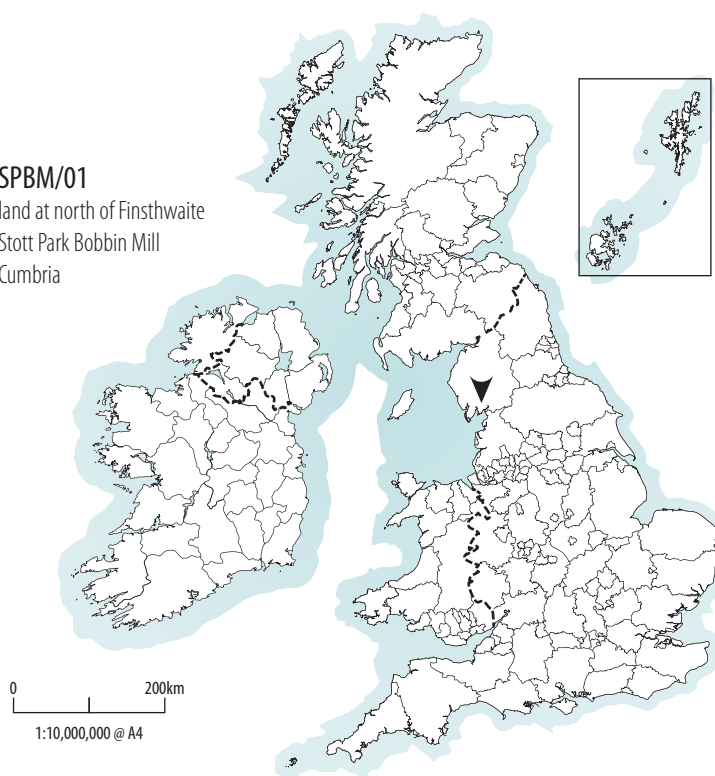 SPBM/01
land at north of Finsthwaite
Stott Park Bobbin Mill
Cumbria
0 200km
1:10,000,000 @ A4